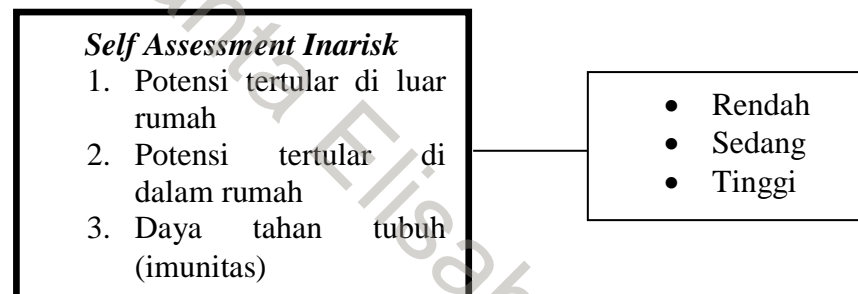 Self Assessment Inarisk
1. Potensi tertular di luar
rumah
2. Potensi tertular di
dalam rumah
3. Daya tahan tubuh
(imunitas)
• Rendah
• Sedang
• Tinggi